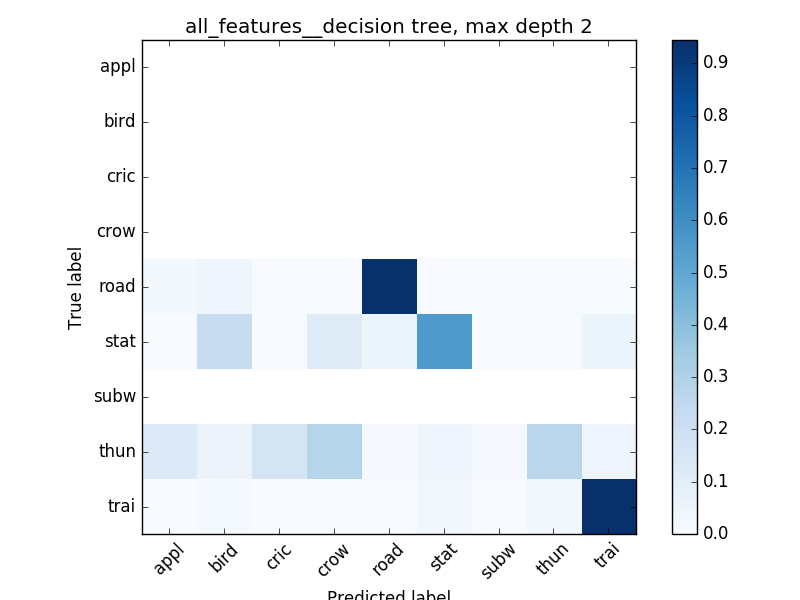 all_features__decision tree, max depth 2
appl
bird
cric
crow
road
stat
subw
thun
trai
True label
appl bird cric crow road stat subw thun trai
Predicted label
0.9
0.8
0.7
0.6
0.5
0.4
0.3
0.2
0.1
0.0